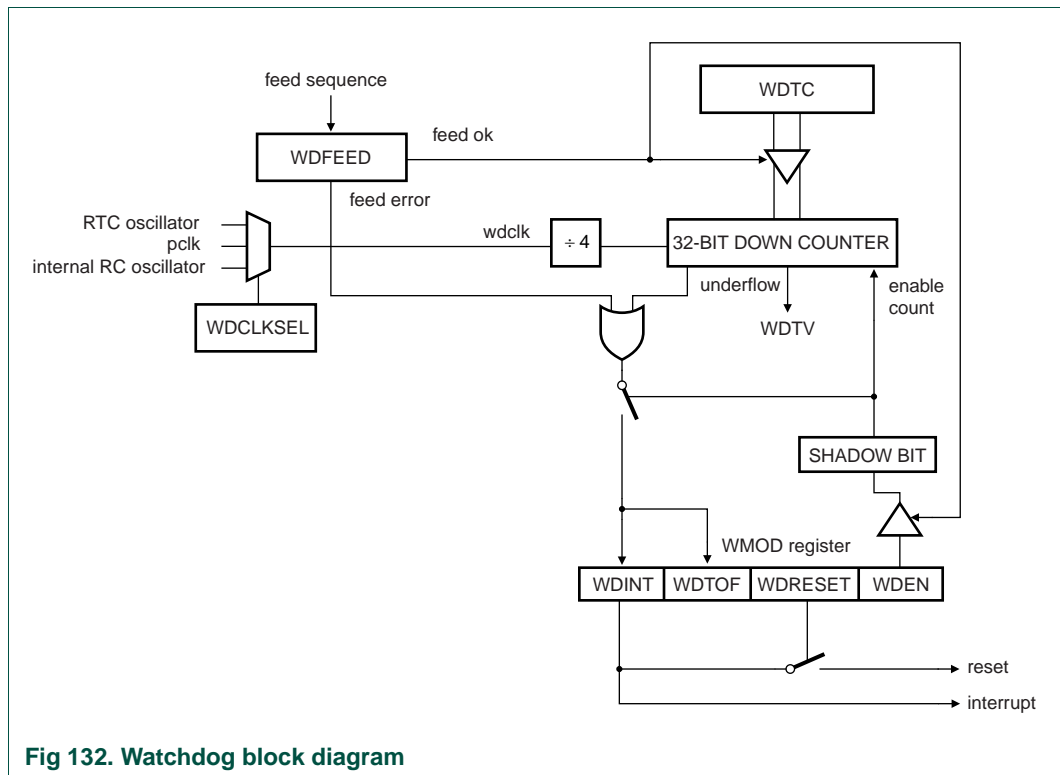 feed sequence
WDTC
feed ok
WDFEED
feed error
RTC oscillator
pclk
internal RC oscillator
wdclk
÷ 4
32-BIT DOWN COUNTER
underflow
enable
count
WDTV
WDCLKSEL
SHADOW BIT
WMOD register
WDINT
WDTOF
WDRESET
WDEN
reset
interrupt
Fig 132. Watchdog block diagram